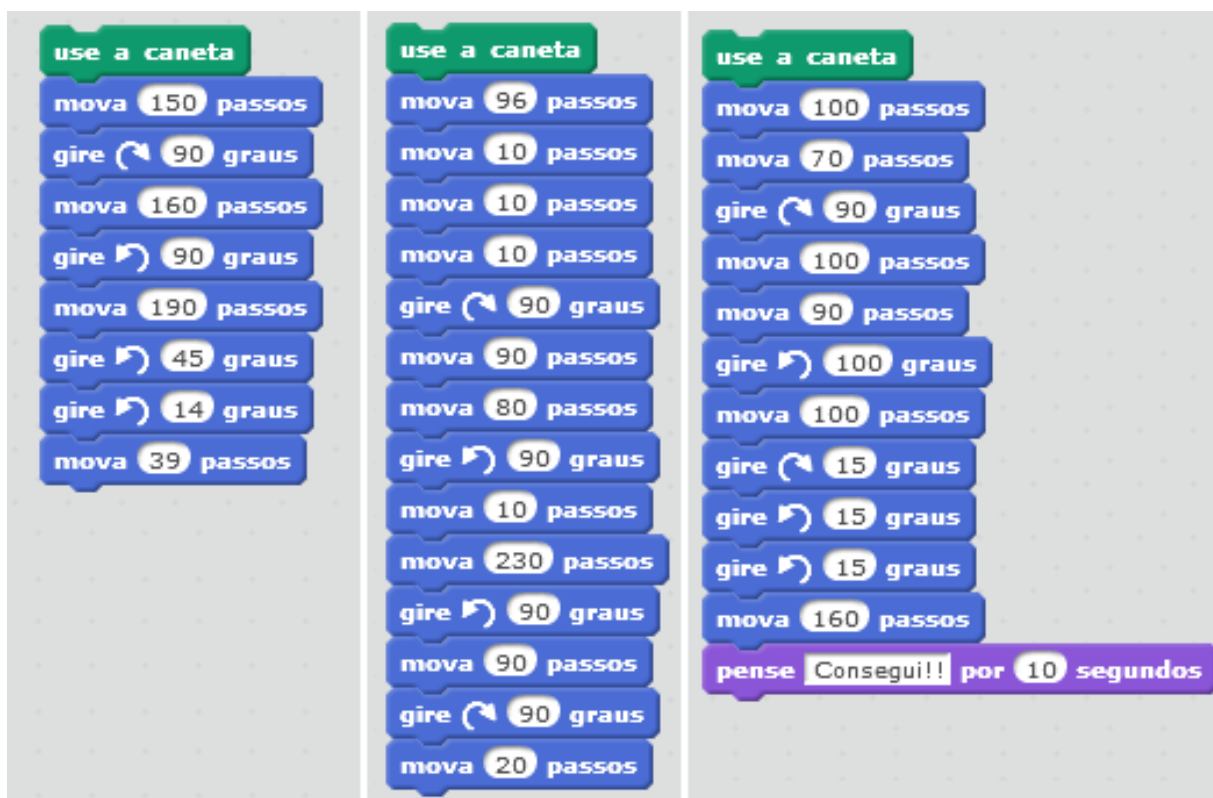 use a caneta
mova 150 passos
gire 90 graus
mova 160 passos
gire 90 graus
mova 190 passos
gire 45 graus
gire 14 graus
mova 39 passos
use a caneta
mova 96 passos
mova 10 passos
mova 10 passos
mova 10 passos
gire 90 graus
mova 90 passos
mova 80 passos
gire 90 graus
mova 10 passos
mova 230 passos
gire 90 graus
mova 90 passos
gire 90 graus
mova 20 passos
use a caneta
mova 100 passos
mova 70 passos
gire 90 graus
mova 100 passos
mova 90 passos
gire 100 graus
mova 100 passos
gire 15 graus
gire 15 graus
gire 15 graus
mova 160 passos
pense Consegui!! por 10 segundos